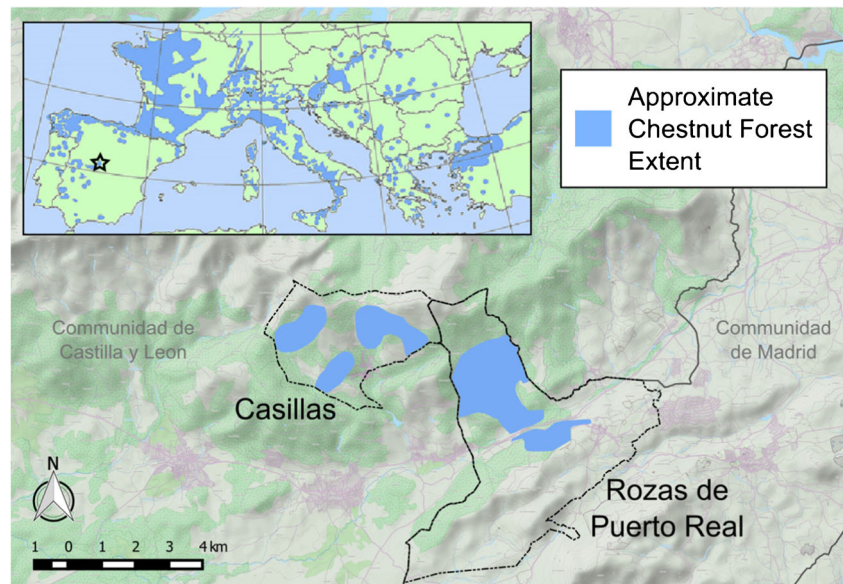 Approximate
Chestnut Forest
Extent
Communidad de
Castilla y Leon
Communidad
de Madrid
Casillas
Rozas de
Puerto Real
N
1 0 1 2 3 4 km